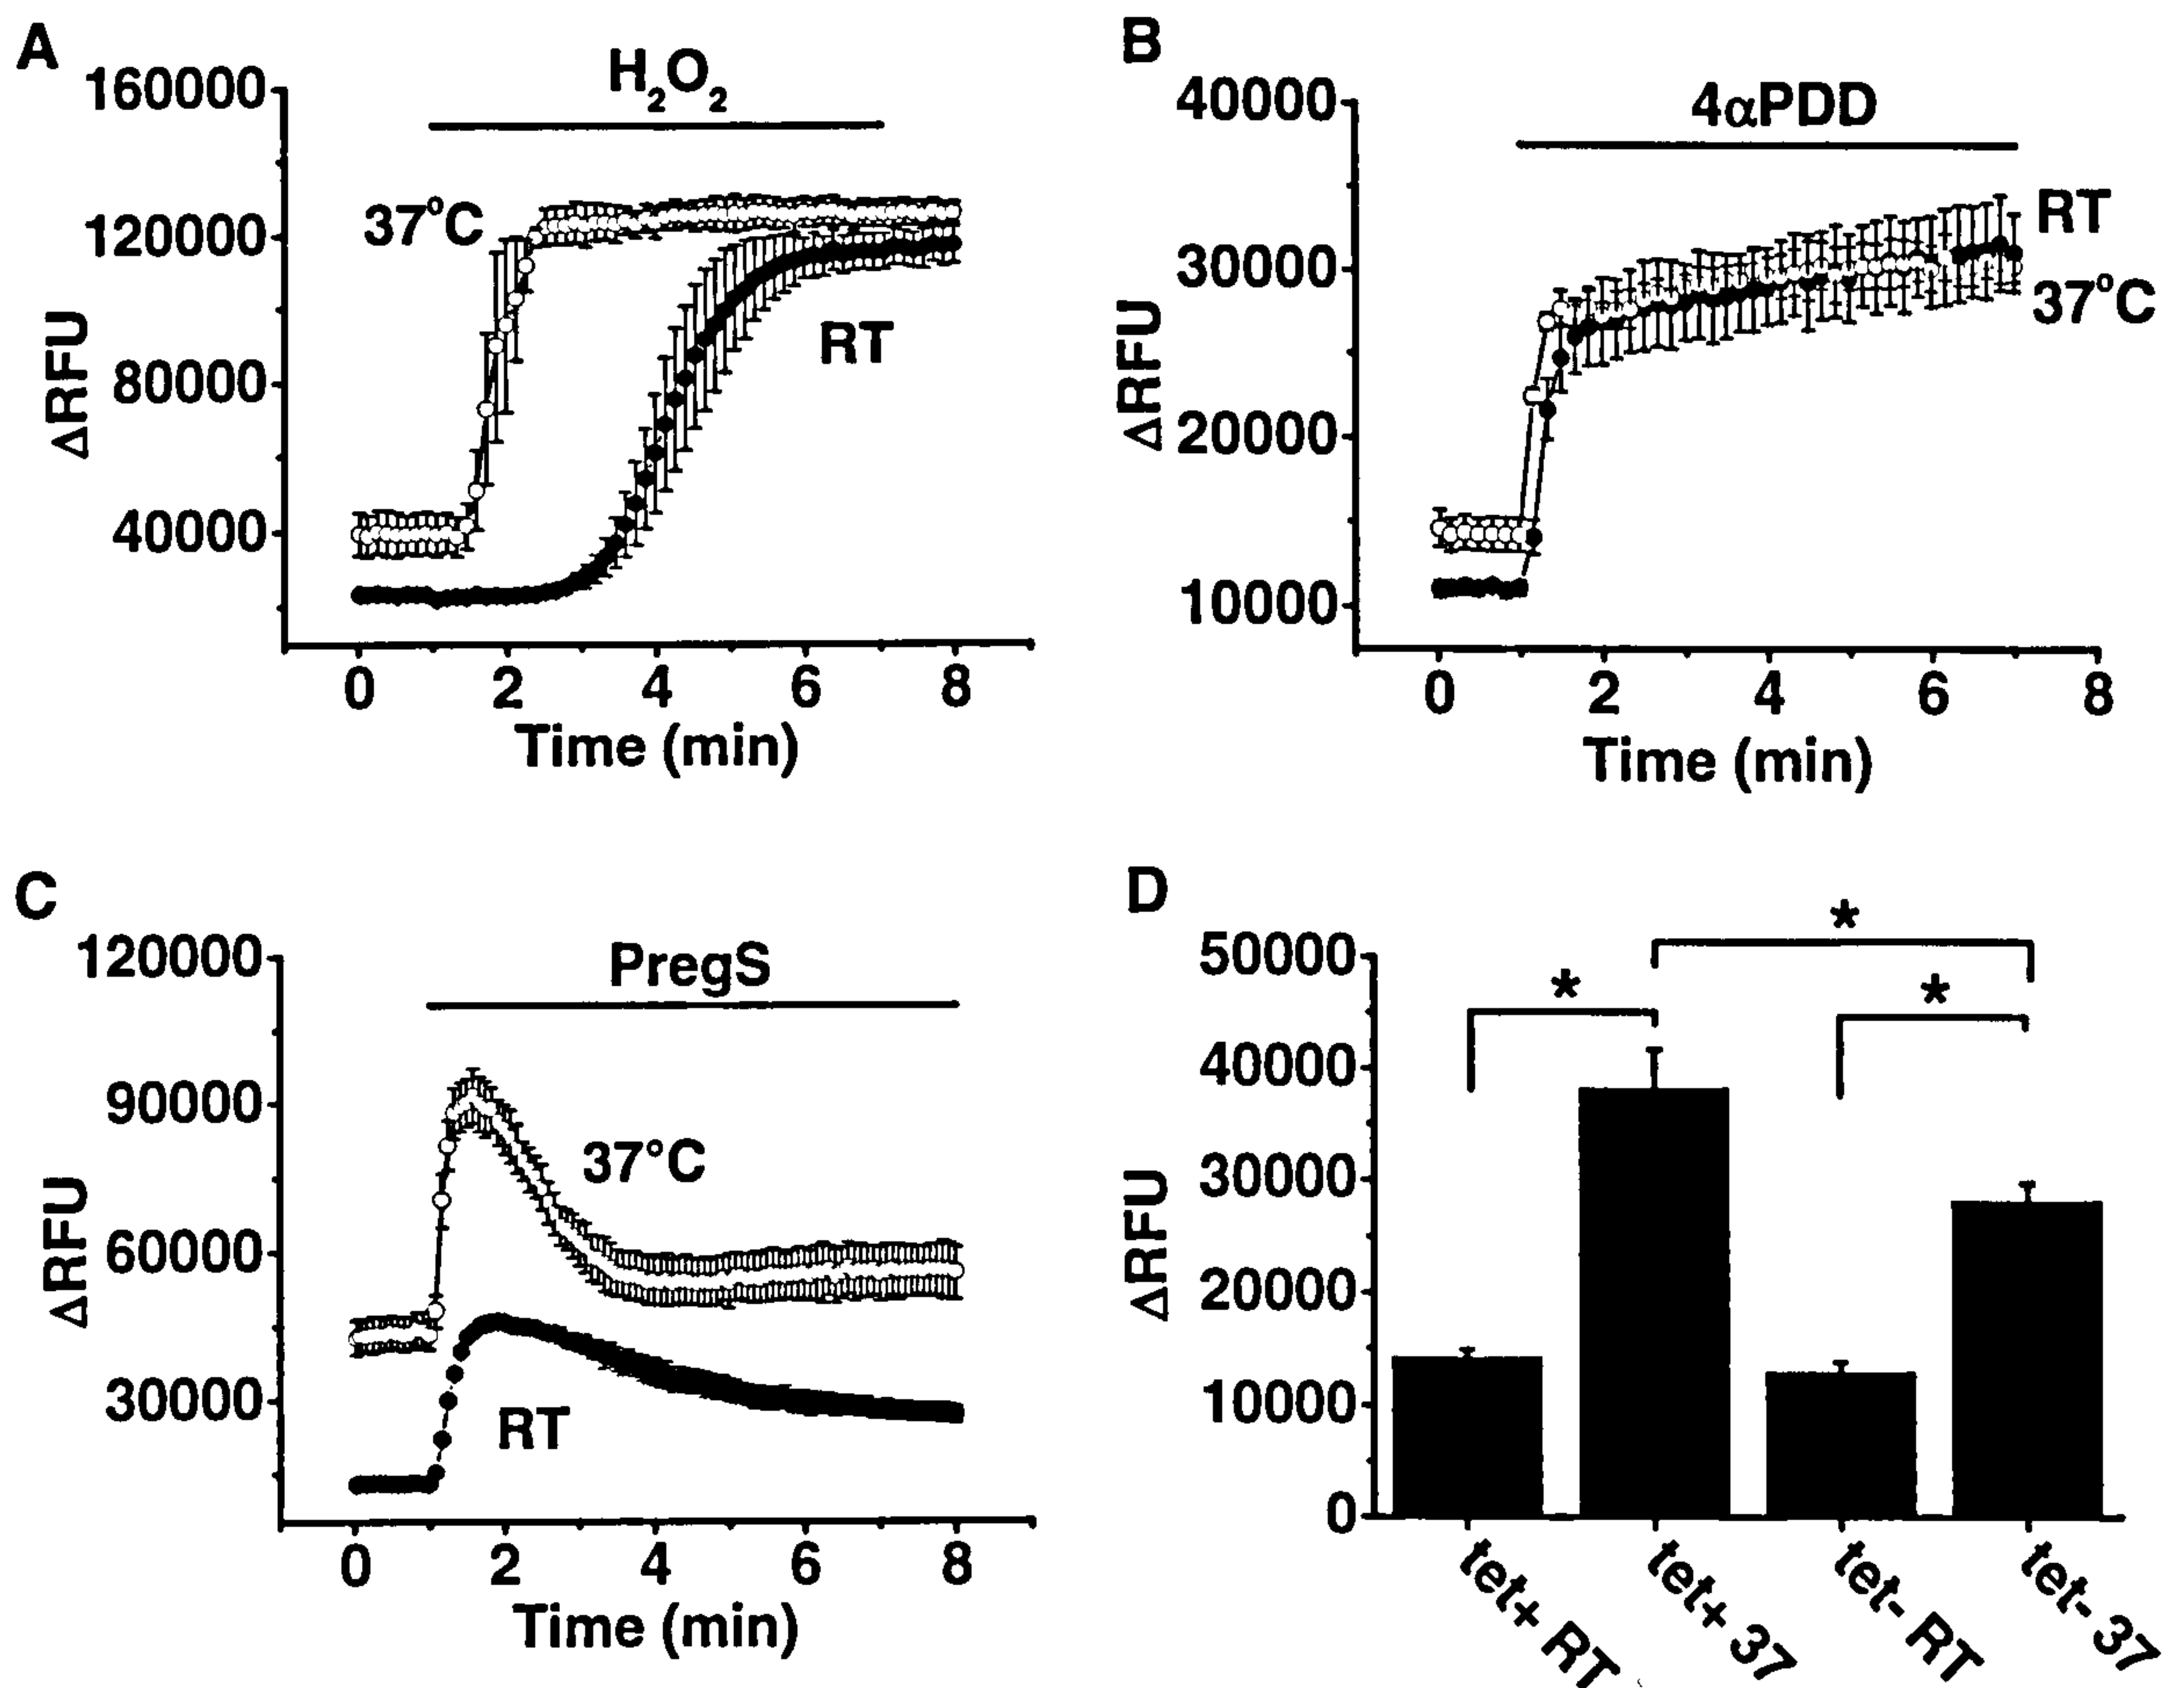 A
H₂O₂
160000
120000
80000
40000
ΔRFU
37°C
RT
0 2 4 6 8
Time (min)
B
4αPDD
40000
30000
20000
10000
ΔRFU
RT
37°C
0 2 4 6 8
Time (min)
C
PregS
120000
90000
60000
30000
ΔRFU
37°C
RT
0 2 4 6 8
Time (min)
D
50000
40000
30000
20000
10000
0
ΔRFU
*
*
*
tet+ RT
tet+ 37
tet- RT
tet- 37